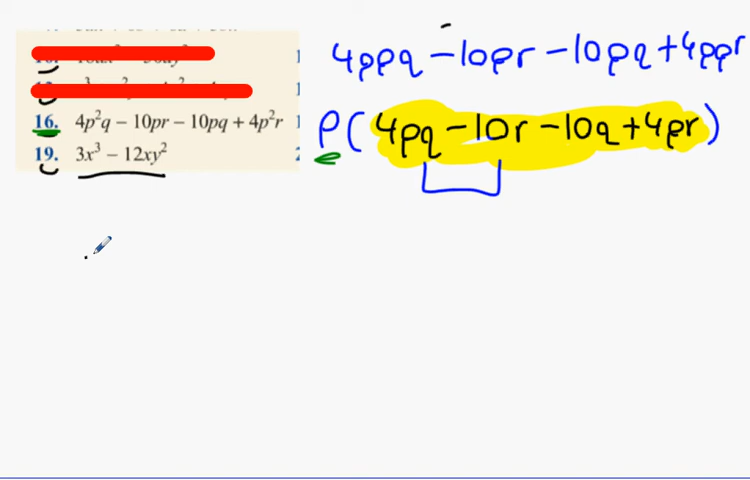 16. 4p²q − 10pr − 10pq + 4p²r
19. 3x³ − 12xy²
4ppq − 10pr − 10pq + 4ppr
P(4pq − 10r − 10q + 4pr)